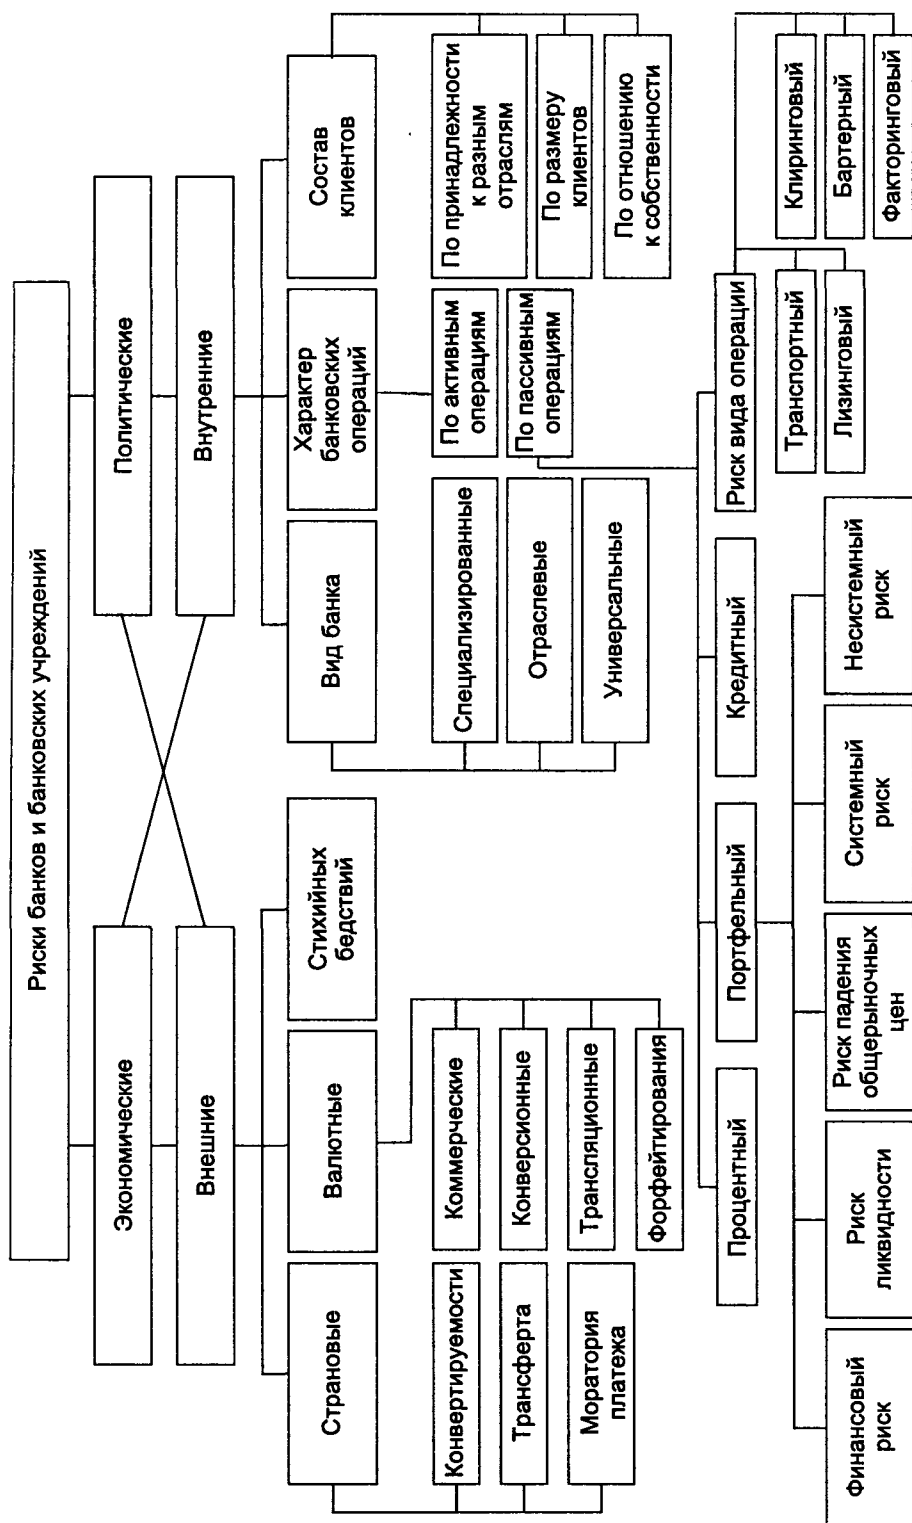 Риски банков и банковских учреждений
Экономические
Политические
Внешние
Внутренние
Страновые
Валютные
Стихийных
бедствий
Вид банка
Характер
банковских
операций
Состав
клиентов
Конвертируемости
Трансферта
Моратория
платежа
Коммерческие
Конверсионные
Трансляционные
Форфейтирования
Специализированные
Отраслевые
Универсальные
По активным
операциям
По пассивным
операциям
По принадлежности
к разным
отраслям
По размеру
клиентов
По отношению
к собственности
Процентный
Портфельный
Кредитный
Риск вида операции
Финансовый
риск
Риск
ликвидности
Риск падения
общерыночных
цен
Системный
риск
Несистемный
риск
Транспортный
Лизинговый
Клиринговый
Бартерный
Факторинговый